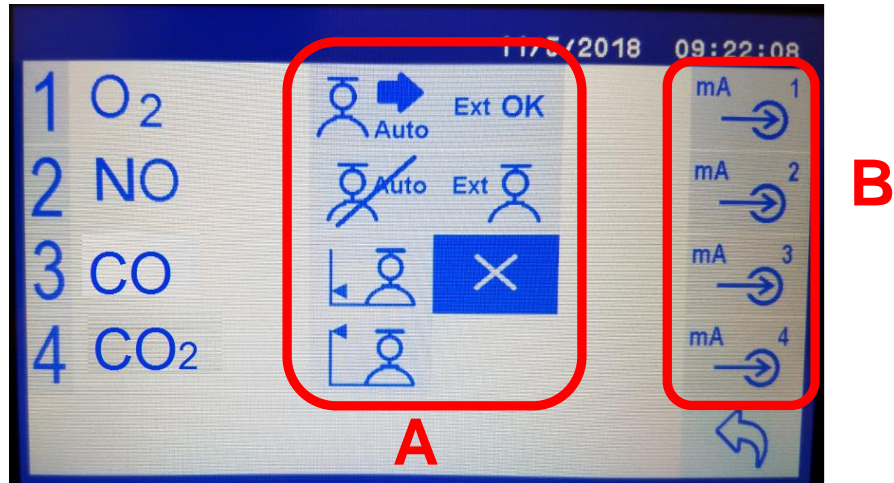 09:22:08
1 O₂ Auto Ext OK mA 1
2 NO Auto Ext mA 2
B
3 CO mA 3
4 CO₂ mA 4
A